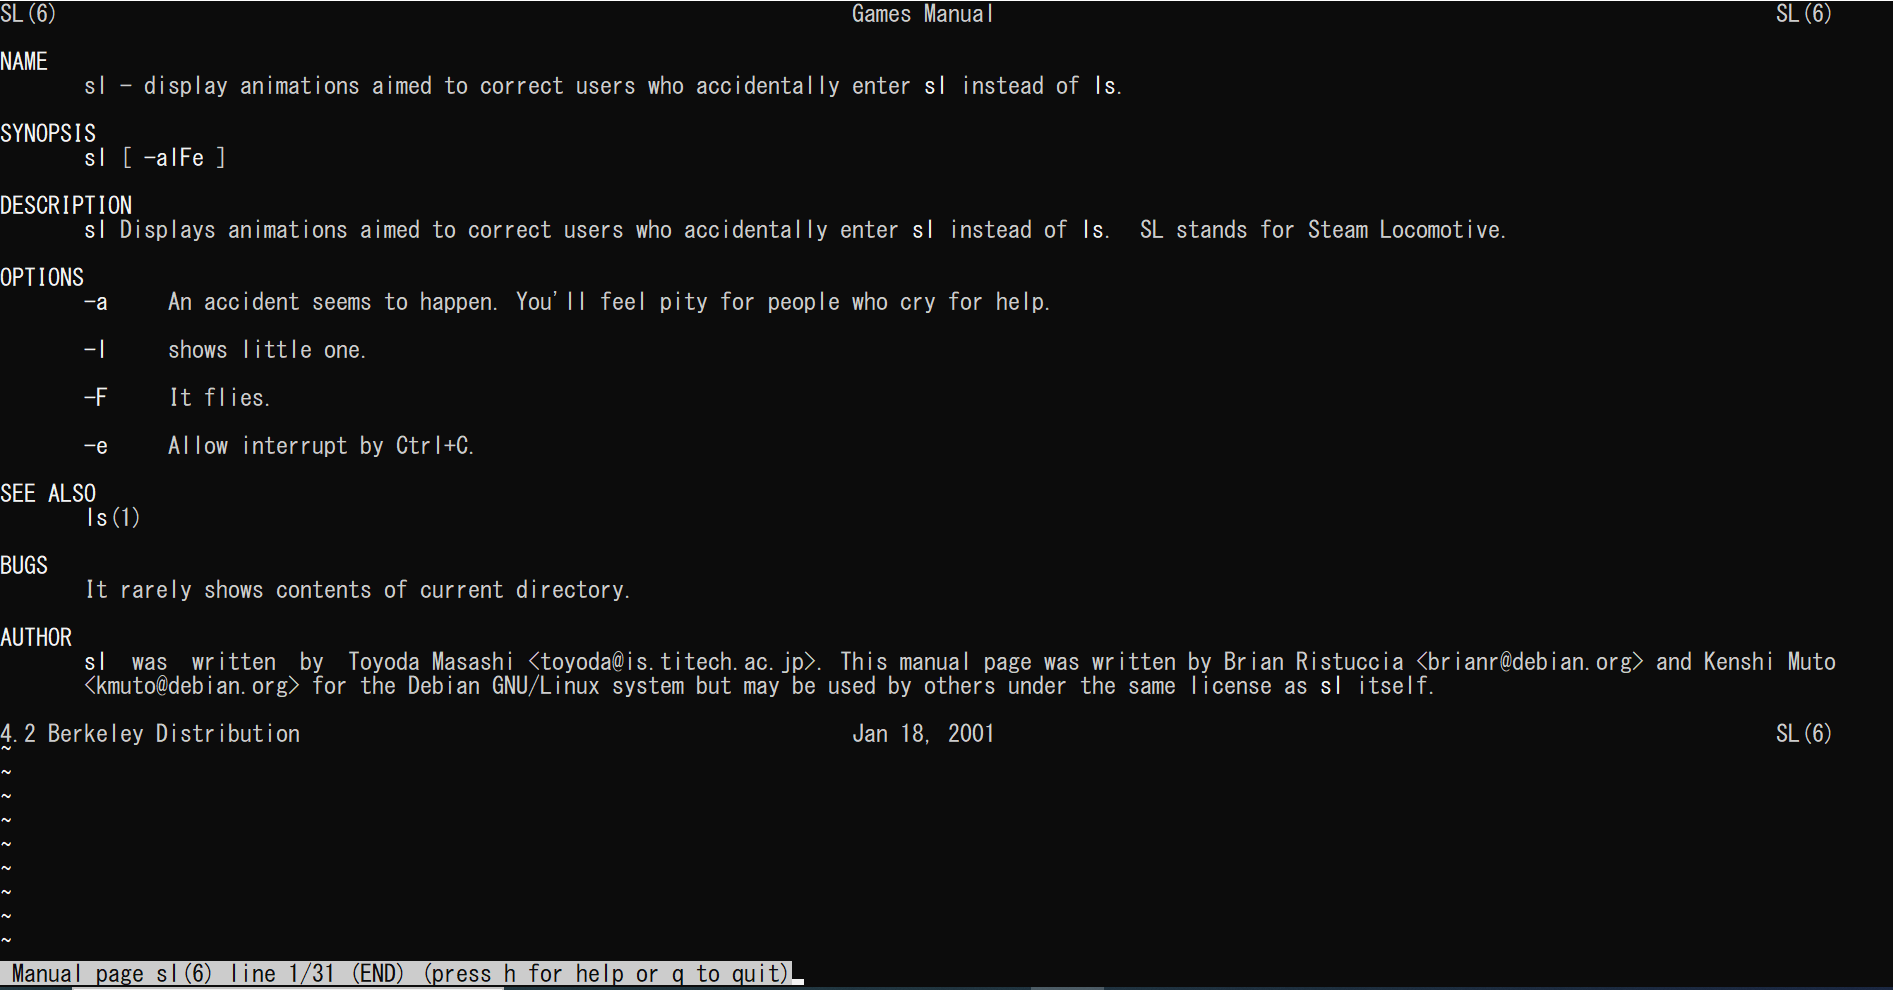 SL(6) Games Manual SL(6)
NAME
sl - display animations aimed to correct users who accidentally enter sl instead of ls.
SYNOPSIS
sl [ -alFe ]
DESCRIPTION
sl Displays animations aimed to correct users who accidentally enter sl instead of ls.  SL stands for Steam Locomotive.
OPTIONS
-a     An accident seems to happen. You'll feel pity for people who cry for help.
-l     shows little one.
-F     It flies.
-e     Allow interrupt by Ctrl+C.
SEE ALSO
ls(1)
BUGS
It rarely shows contents of current directory.
AUTHOR
sl  was  written  by  Toyoda Masashi <toyoda@is.titech.ac.jp>. This manual page was written by Brian Ristuccia <brianr@debian.org> and Kenshi Muto
<kmuto@debian.org> for the Debian GNU/Linux system but may be used by others under the same license as sl itself.
4.2 Berkeley Distribution Jan 18, 2001 SL(6)
~
~
~
~
~
~
~
~
~
Manual page sl(6) line 1/31 (END) (press h for help or q to quit)